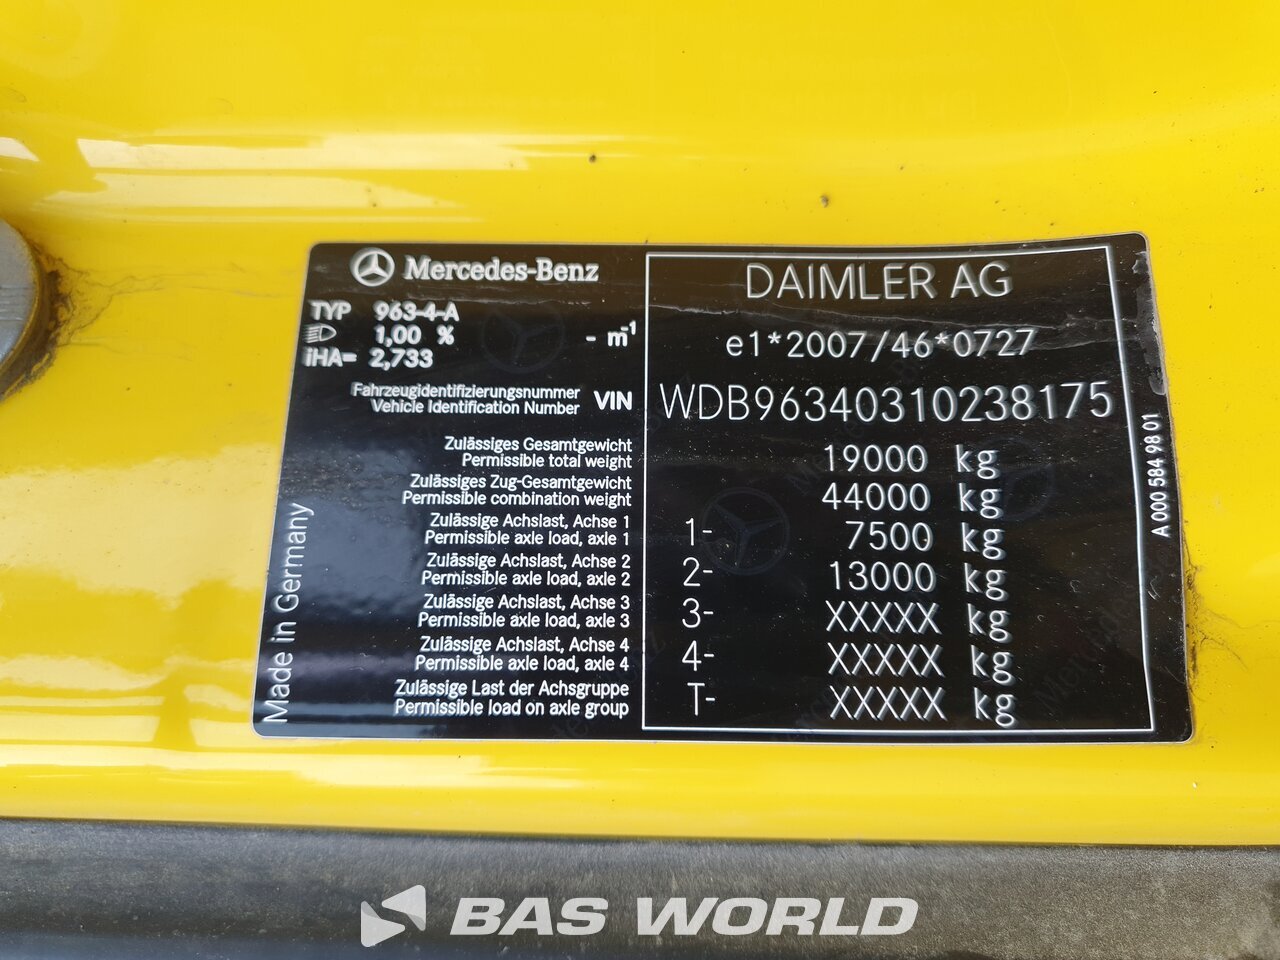 Mercedes-Benz
DAIMLER AG
TYP 963-4-A
1,00 % - m-1
iHA= 2,733
e1*2007/46*0727
Fahrzeugidentifizierungsnummer
Vehicle Identification Number VIN WDB96340310238175
Zulässiges Gesamtgewicht
Permissible total weight 19000 kg
Zulässiges Zug-Gesamtgewicht
Permissible combination weight 44000 kg
Zulässige Achslast, Achse 1
Permissible axle load, axle 1 1- 7500 kg
Zulässige Achslast, Achse 2
Permissible axle load, axle 2 2- 13000 kg
Zulässige Achslast, Achse 3
Permissible axle load, axle 3 3- XXXXX kg
Zulässige Achslast, Achse 4
Permissible axle load, axle 4 4- XXXXX kg
Zulässige Last der Achsgruppe
Permissible load on axle group T- XXXXX kg
Made in Germany
A 000 584 98 01
BAS WORLD